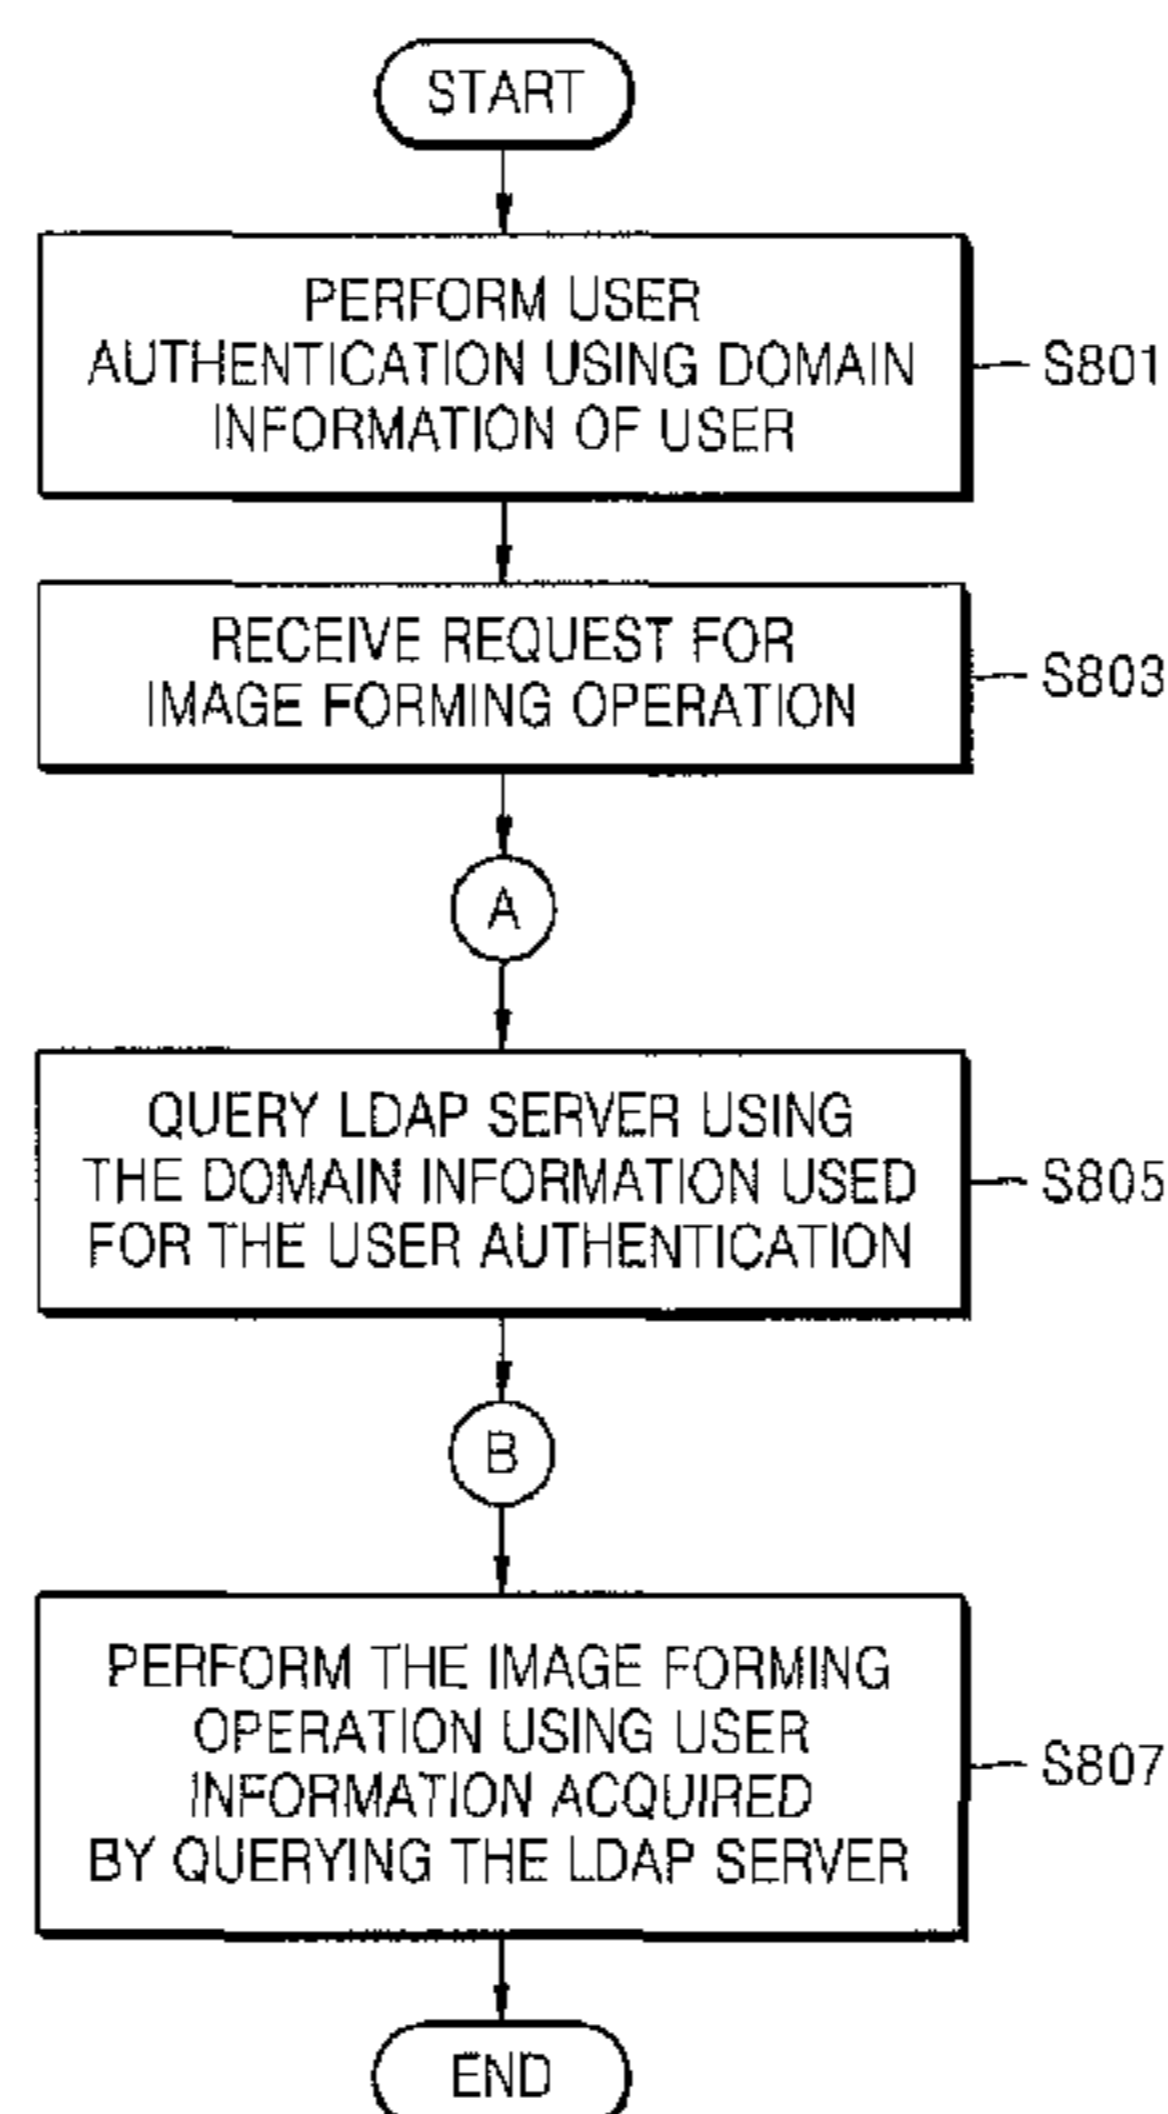 START
PERFORM USER
AUTHENTICATION USING DOMAIN
INFORMATION OF USER
S801
RECEIVE REQUEST FOR
IMAGE FORMING OPERATION
S803
A
QUERY LDAP SERVER USING
THE DOMAIN INFORMATION USED
FOR THE USER AUTHENTICATION
S805
B
PERFORM THE IMAGE FORMING
OPERATION USING USER
INFORMATION ACQUIRED
BY QUERYING THE LDAP SERVER
S807
END